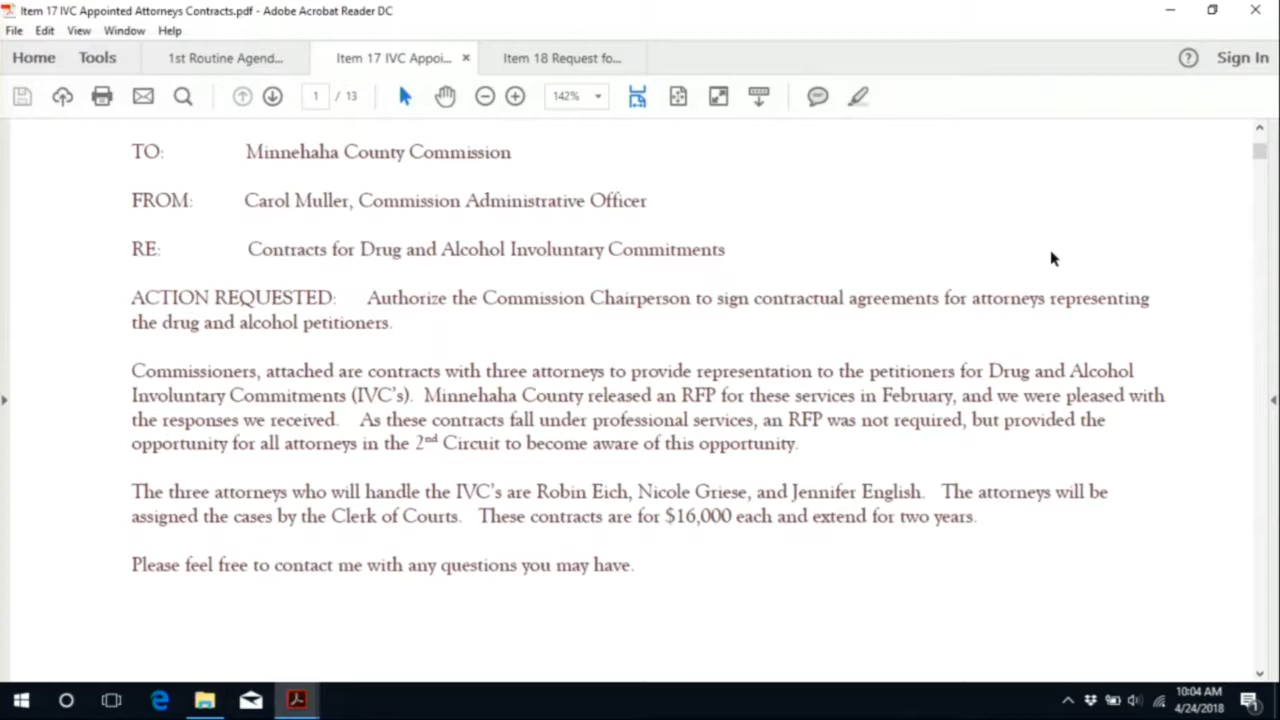 Item 17 IVC Appointed Attorneys Contracts.pdf - Adobe Acrobat Reader DC
File Edit View Window Help
Home Tools 1st Routine Agend... Item 17 IVC Appoi... × Item 18 Request fo... Sign In
1 / 13 142%
TO: Minnehaha County Commission
FROM: Carol Muller, Commission Administrative Officer
RE: Contracts for Drug and Alcohol Involuntary Commitments
ACTION REQUESTED: Authorize the Commission Chairperson to sign contractual agreements for attorneys representing
the drug and alcohol petitioners.
Commissioners, attached are contracts with three attorneys to provide representation to the petitioners for Drug and Alcohol
Involuntary Commitments (IVC's). Minnehaha County released an RFP for these services in February, and we were pleased with
the responses we received. As these contracts fall under professional services, an RFP was not required, but provided the
opportunity for all attorneys in the 2nd Circuit to become aware of this opportunity.
The three attorneys who will handle the IVC's are Robin Eich, Nicole Griese, and Jennifer English. The attorneys will be
assigned the cases by the Clerk of Courts. These contracts are for $16,000 each and extend for two years.
Please feel free to contact me with any questions you may have.
10:04 AM
4/24/2018
1